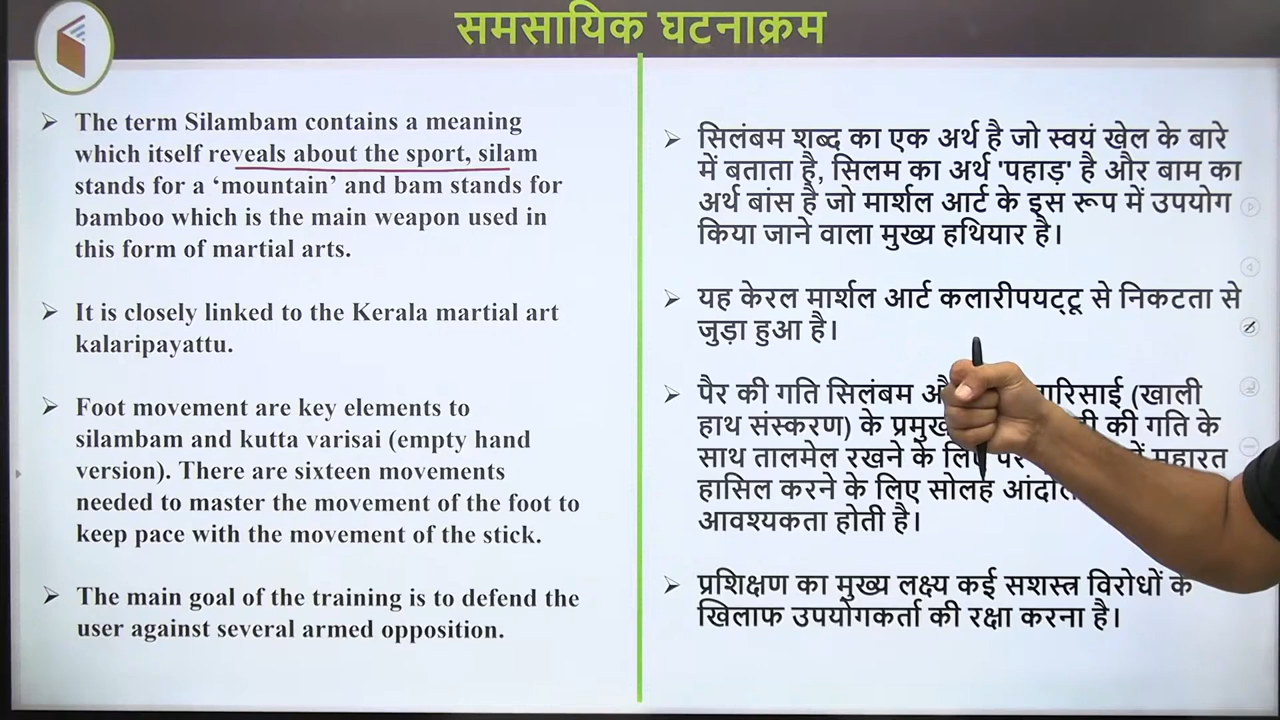 समसायिक घटनाक्रम
The term Silambam contains a meaning
which itself reveals about the sport, silam
stands for a ‘mountain’ and bam stands for
bamboo which is the main weapon used in
this form of martial arts.
It is closely linked to the Kerala martial art
kalaripayattu.
Foot movement are key elements to
silambam and kutta varisai (empty hand
version). There are sixteen movements
needed to master the movement of the foot to
keep pace with the movement of the stick.
The main goal of the training is to defend the
user against several armed opposition.
सिलंबम शब्द का एक अर्थ है जो स्वयं खेल के बारे
में बताता है, सिलम का अर्थ 'पहाड़' है और बाम का
अर्थ बांस है जो मार्शल आर्ट के इस रूप में उपयोग
किया जाने वाला मुख्य हथियार है।
यह केरल मार्शल आर्ट कलारीपयट्टू से निकटता से
जुड़ा हुआ है।
पैर की गति सिलंबम (खाली
हाथ संस्करण) के की गति के
साथ तालमेल रखने के लिए पैर महारत
हासिल करने के लिए सोलह
आवश्यकता होती है।
प्रशिक्षण का मुख्य लक्ष्य कई सशस्त्र विरोधों के
खिलाफ उपयोगकर्ता की रक्षा करना है।